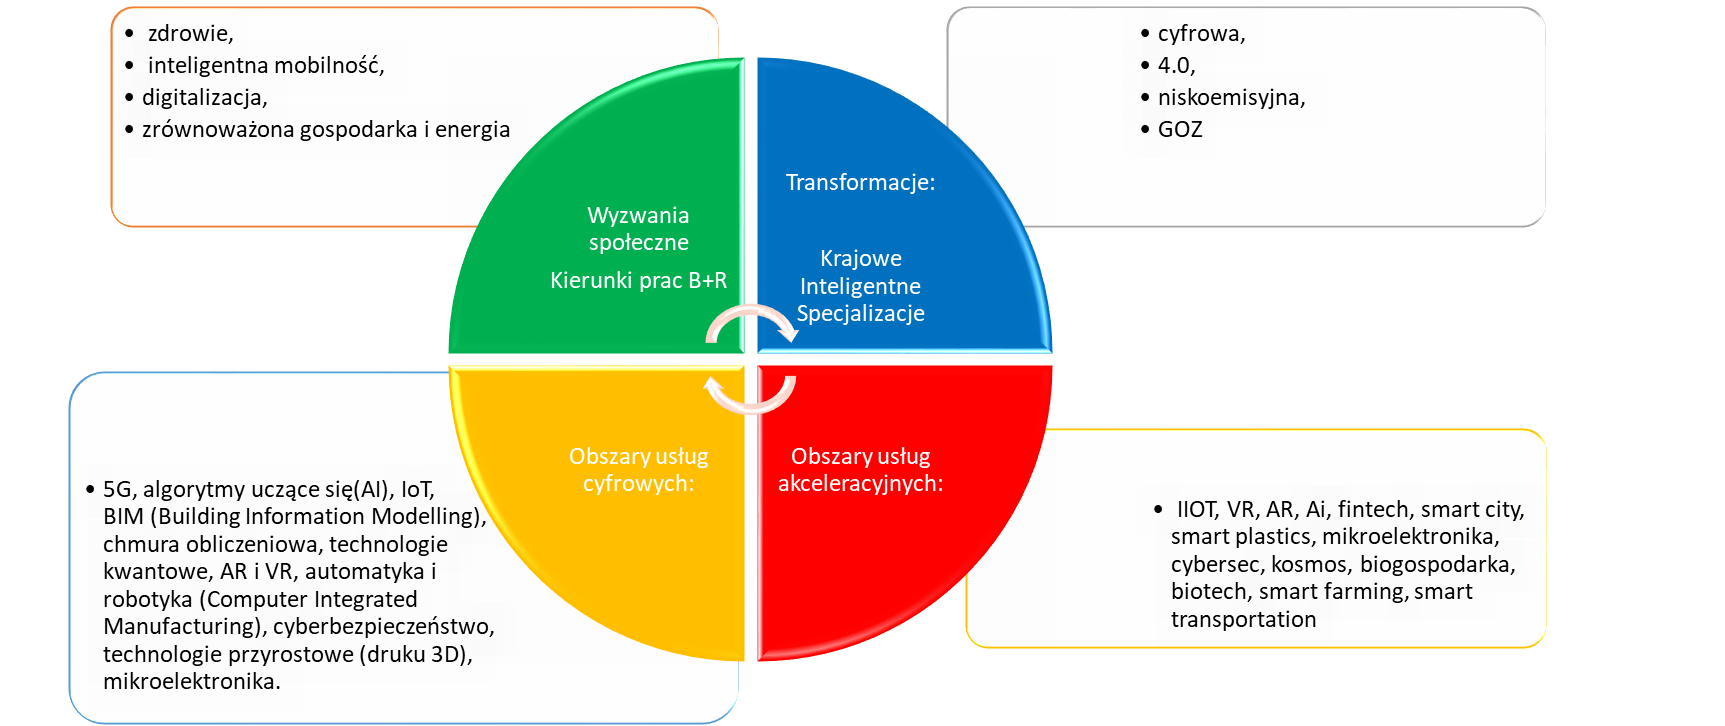 • zdrowie,
• inteligentna mobilność,
• digitalizacja,
• zrównoważona gospodarka i energia
• cyfrowa,
• 4.0,
• niskoemisyjna,
• GOZ
Wyzwania
społeczne
Kierunki prac B+R
Transformacje:
Krajowe
Inteligentne
Specjalizacje
Obszary usług
cyfrowych:
Obszary usług
akceleracyjnych:
• 5G, algorytmy uczące się(AI), IoT,
BIM (Building Information Modelling),
chmura obliczeniowa, technologie
kwantowe, AR i VR, automatyka i
robotyka (Computer Integrated
Manufacturing), cyberbezpieczeństwo,
technologie przyrostowe (druku 3D),
mikroelektronika.
• IIOT, VR, AR, Ai, fintech, smart city,
smart plastics, mikroelektronika,
cybersec, kosmos, biogospodarka,
biotech, smart farming, smart
transportation